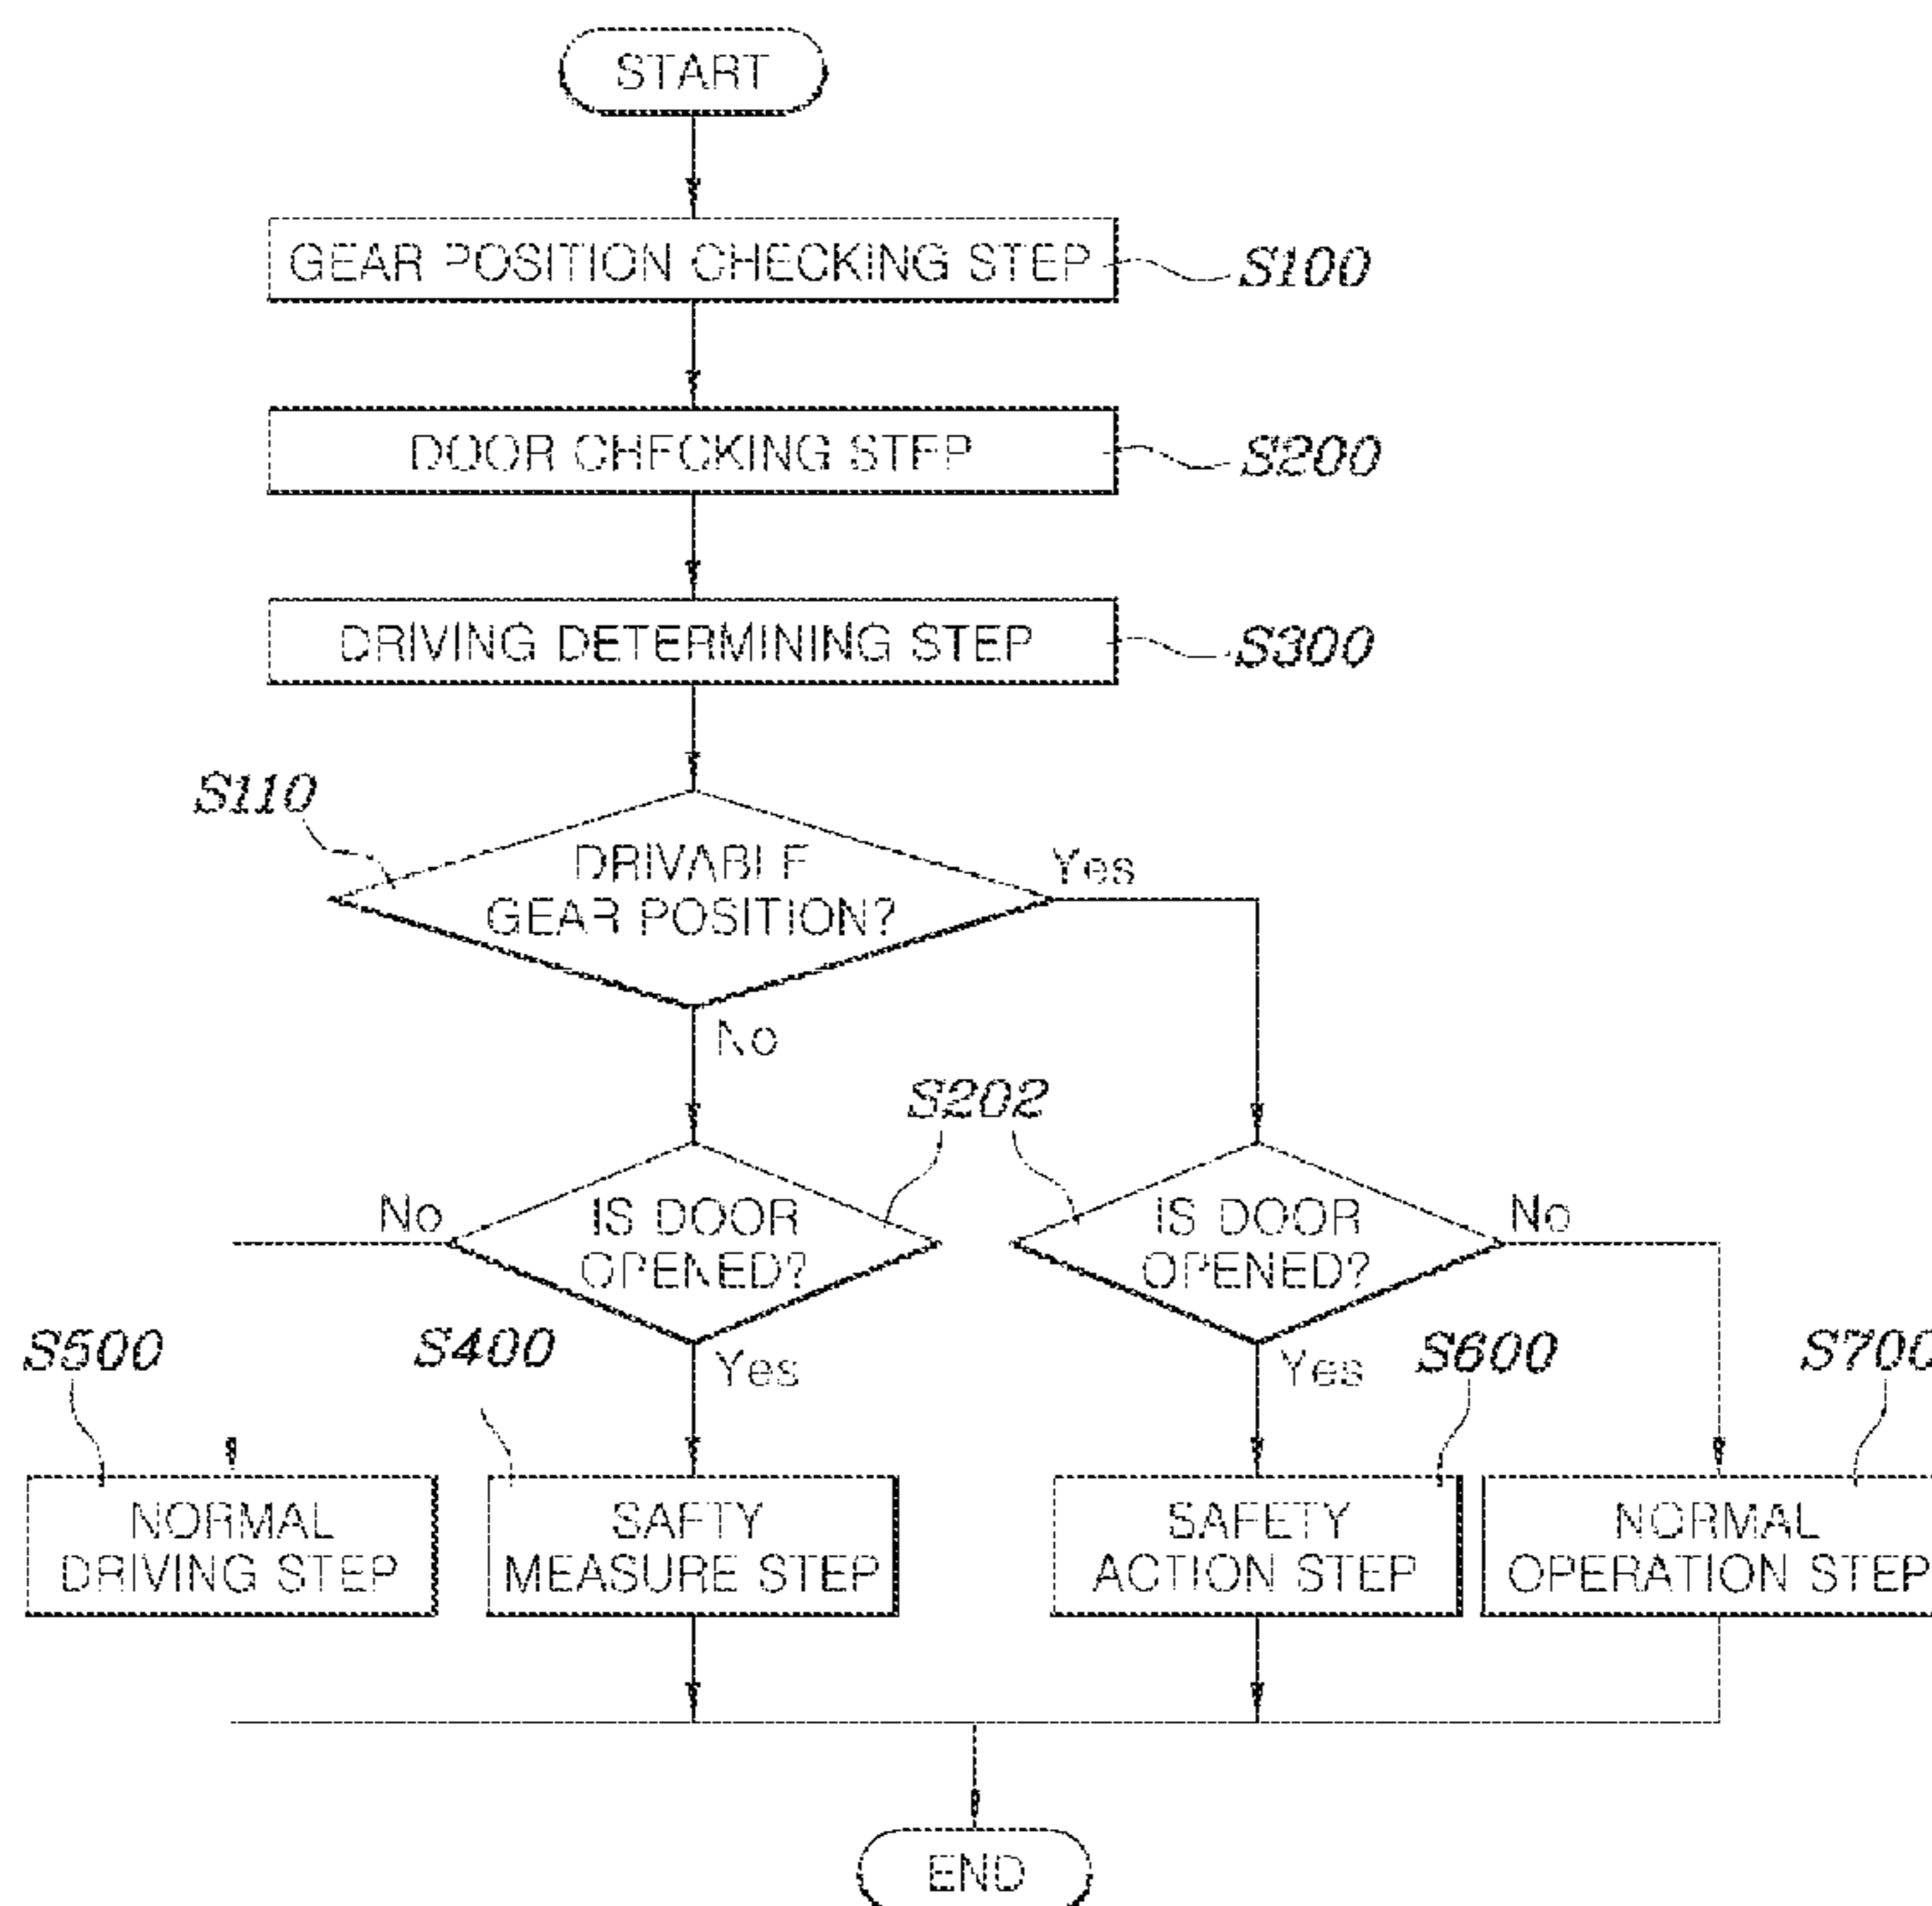 START
GEAR POSITION CHECKING STEP
S100
DOOR CHECKING STEP
S200
DRIVING DETERMINING STEP
S300
S110
DRIVABLE
GEAR POSITION?
Yes
No
S202
No
IS DOOR
OPENED?
IS DOOR
OPENED?
No
S500
S400
Yes
Yes
S600
S700
NORMAL
DRIVING STEP
SAFTY
MEASURE STEP
SAFETY
ACTION STEP
NORMAL
OPERATION STEP
END